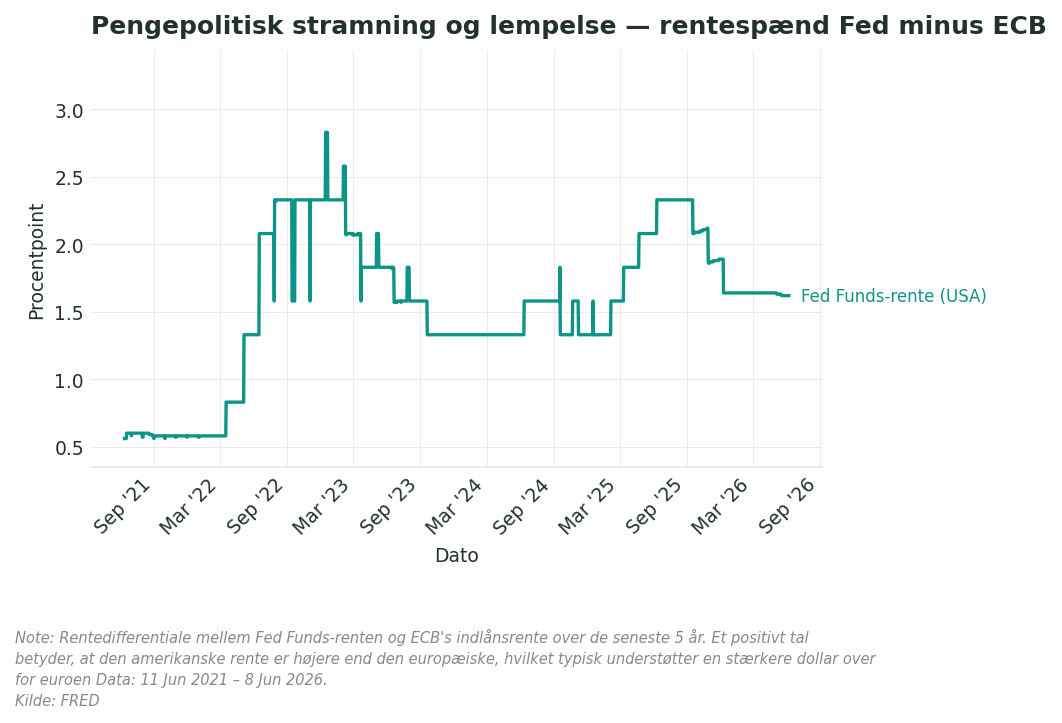 Pengepolitisk stramning og lempelse — rentespænd Fed minus ECB
Procentpoint
3.0
2.5
2.0
1.5
1.0
0.5
Fed Funds-rente (USA)
Sep '21
Mar '22
Sep '22
Mar '23
Sep '23
Mar '24
Sep '24
Mar '25
Sep '25
Mar '26
Sep '26
Dato
Note: Rentedifferentiale mellem Fed Funds-renten og ECB's indlånsrente over de seneste 5 år. Et positivt tal
betyder, at den amerikanske rente er højere end den europæiske, hvilket typisk understøtter en stærkere dollar over
for euroen Data: 11 Jun 2021 – 8 Jun 2026.
Kilde: FRED